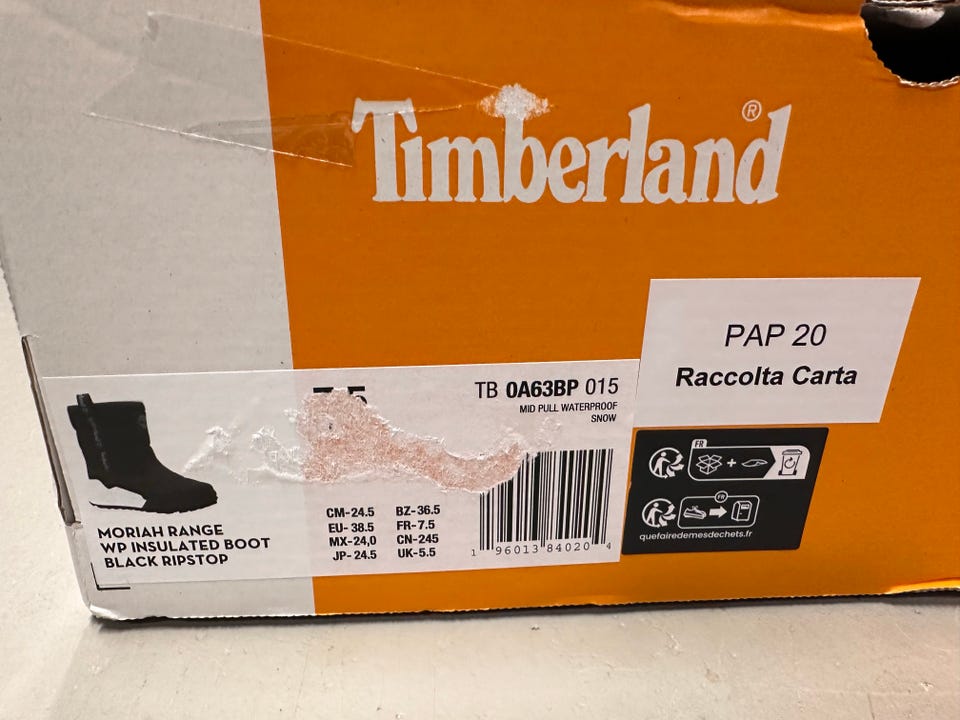 Timberland®
PAP 20
Raccolta Carta
TB 0A63BP 015
MID PULL WATERPROOF
SNOW
FR
+
FR
quefairedemesdechets.fr
CM-24.5 BZ-36.5
EU- 38.5 FR-7.5
MX-24,0 CN-245
JP-24.5 UK-5.5
1 96013 84020 4
MORIAH RANGE
WP INSULATED BOOT
BLACK RIPSTOP